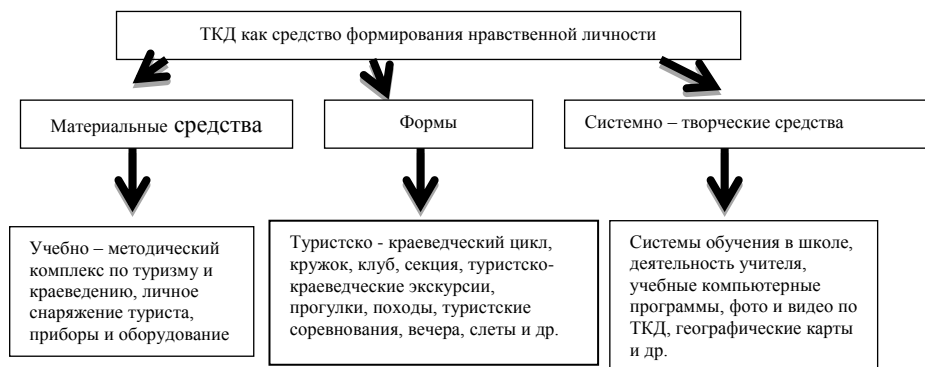 ТКД как средство формирования нравственной личности
Материальные средства
Формы
Системно – творческие средства
Учебно – методический
комплекс по туризму и
краеведению, личное
снаряжение туриста,
приборы и оборудование
Туристско - краеведческий цикл,
кружок, клуб, секция, туристско-
краеведческие экскурсии,
прогулки, походы, туристские
соревнования, вечера, слеты и др.
Системы обучения в школе,
деятельность учителя,
учебные компьютерные
программы, фото и видео по
ТКД, географические карты
и др.